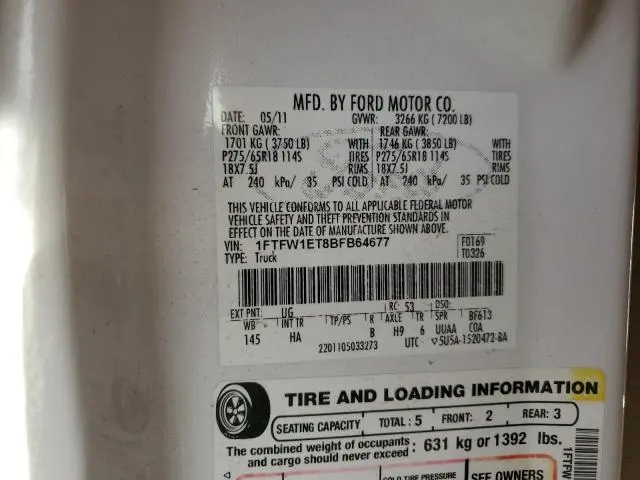 MFD. BY FORD MOTOR CO.
DATE: 05/11 GVWR: 3266 KG ( 7200 LB)
FRONT GAWR: REAR GAWR:
1701 KG ( 3750 LB) WITH 1746 KG ( 3850 LB) WITH
P275/65R18 114S TIRES P275/65R18 114S TIRES
18X7.5J RIMS 18X7.5J RIMS
AT 240 kPa/ 35 PSI COLD AT 240 kPa/ 35 PSI COLD
THIS VEHICLE CONFORMS TO ALL APPLICABLE FEDERAL MOTOR
VEHICLE SAFETY AND THEFT PREVENTION STANDARDS IN
EFFECT ON THE DATE OF MANUFACTURE SHOWN ABOVE.
VIN: 1FTFW1ET8BFB64677 F0169
TYPE: Truck T0326
EXT PNT: UG RC: 53 DSO:
WB INT TR TP/PS R AXLE TR SPR BF613
145 HA B H9 6 UUAA COA
2201105033273 UTC 5U5A-1520472-BA
TIRE AND LOADING INFORMATION
SEATING CAPACITY TOTAL : 5 FRONT: 2 REAR: 3
The combined weight of occupants : 631 kg or 1392 lbs.
and cargo should never exceed
COLD TIRE PRESSURE SEE OWNERS
1FTFW